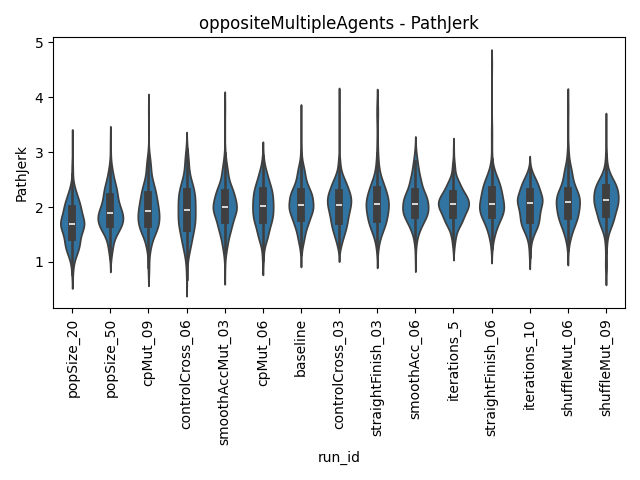 oppositeMultipleAgents - PathJerk
PathJerk
5
4
3
2
1
popSize_20
popSize_50
cpMut_09
controlCross_06
smoothAccMut_03
cpMut_06
baseline
controlCross_03
straightFinish_03
smoothAcc_06
iterations_5
straightFinish_06
iterations_10
shuffleMut_06
shuffleMut_09
run_id